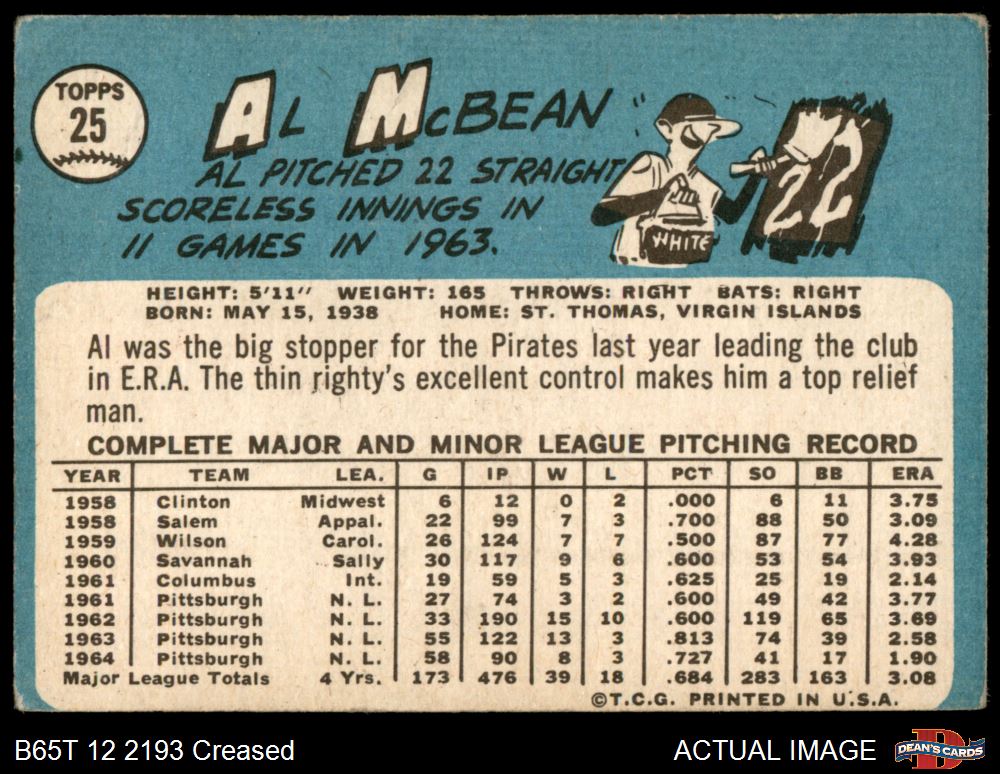 TOPPS
25
AL McBEAN
AL PITCHED 22 STRAIGHT
SCORELESS INNINGS IN
11 GAMES IN 1963.
22
WHITE
HEIGHT: 5'11" WEIGHT: 165 THROWS: RIGHT BATS: RIGHT
BORN: MAY 15, 1938 HOME: ST. THOMAS, VIRGIN ISLANDS
Al was the big stopper for the Pirates last year leading the club
in E.R.A. The thin righty's excellent control makes him a top relief
man.
COMPLETE MAJOR AND MINOR LEAGUE PITCHING RECORD
YEAR TEAM LEA. G IP W L PCT SO BB ERA
1958 Clinton Midwest 6 12 0 2 .000 6 11 3.75
1958 Salem Appal. 22 99 7 3 .700 88 50 3.09
1959 Wilson Carol. 26 124 7 7 .500 87 77 4.28
1960 Savannah Sally 30 117 9 6 .600 53 54 3.93
1961 Columbus Int. 19 59 5 3 .625 25 19 2.14
1961 Pittsburgh N. L. 27 74 3 2 .600 49 42 3.77
1962 Pittsburgh N. L. 33 190 15 10 .600 119 65 3.69
1963 Pittsburgh N. L. 55 122 13 3 .813 74 39 2.58
1964 Pittsburgh N. L. 58 90 8 3 .727 41 17 1.90
Major League Totals 4 Yrs. 173 476 39 18 .684 283 163 3.08
©T.C.G. PRINTED IN U.S.A.
B65T 12 2193 Creased ACTUAL IMAGE
D
DEAN'S CARDS